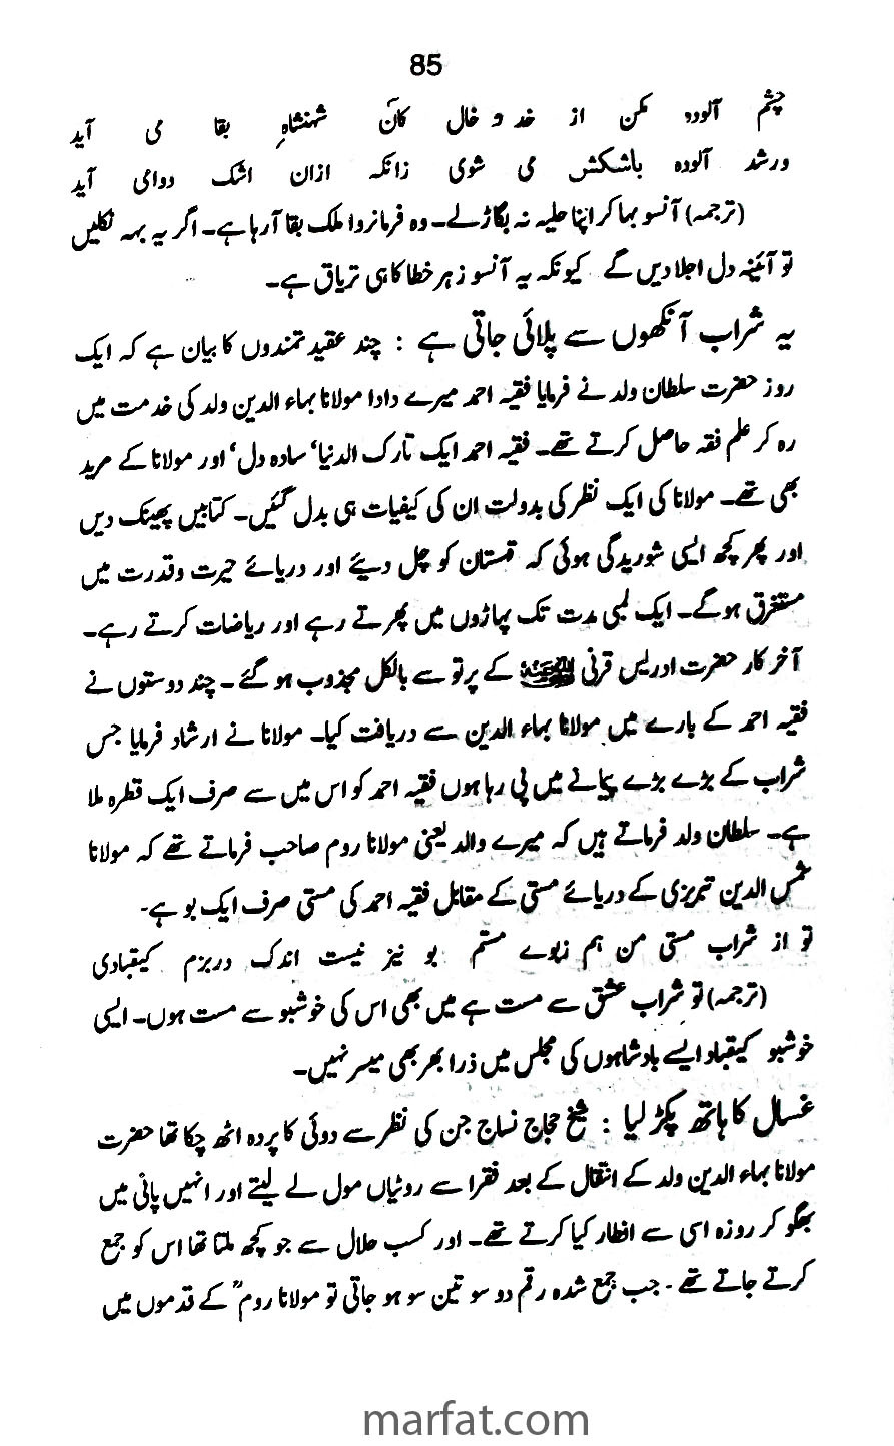 85
چشم آلودہ مکن از خد و خال کان شہنشاہِ بقا می آید
ورشد آلودہ باشکش می شوی زانکہ ازان اشک دوای آید
(ترجمہ) آنسو بہا کر اپنا حلیہ نہ بگاڑ لے۔ وہ فرمانروا ملک بقا آرہا ہے۔ اگر یہ بہہ نکلیں
تو آئینہ دل اجلا دیں گے کیونکہ یہ آنسو زہر خطا کا ہی تریاق ہے۔
یہ شراب آنکھوں سے پلائی جاتی ہے : چند عقید تمندوں کا بیان ہے کہ ایک
روز حضرت سلطان ولد نے فرمایا فقیہ احمد میرے دادا مولانا بہاء الدین ولد کی خدمت میں
رہ کر علم فقہ حاصل کرتے تھے۔ فقیہ احمد ایک تارک الدنیا‘ سادہ دل‘ اور مولانا کے مرید
بھی تھے۔ مولانا کی ایک نظر کی بدولت ان کی کیفیات ہی بدل گئیں۔ کتابیں پھینک دیں
اور پھر کچھ ایسی شوریدگی ہوئی کہ قستان کو چل دیئے اور دریائے حیرت وقدرت میں
مستغرق ہوگے۔ ایک لمبی مدت تک پہاڑوں میں پھرتے رہے اور ریاضات کرتے رہے۔
آخر کار حضرت ادریس قرنی کے پرتو سے بالکل مجذوب ہو گئے۔ چند دوستوں نے
فقیہ احمد کے بارے میں مولانا بہاء الدین سے دریافت کیا۔ مولانا نے ارشاد فرمایا جس
شراب کے بڑے بڑے پیمانے میں پی رہا ہوں فقیہ احمد کو اس میں سے صرف ایک قطرہ ملا
ہے۔ سلطان ولد فرماتے ہیں کہ میرے والد یعنی مولانا روم صاحب فرماتے تھے کہ مولانا
شمس الدین تبریزی کے دریائے مستی کے مقابل فقیہ احمد کی مستی صرف ایک بو ہے۔
تو از شراب مستی من ہم زبوے مستم بو نیز نیست اندک دربزم کیقبادی
(ترجمہ) تو شراب عشق سے مست ہے میں بھی اس کی خوشبو سے مست ہوں۔ ایسی
خوشبو کیقباد ایسے بادشاہوں کی مجلس میں ذرا بھر بھی میسر نہیں۔
غسال کا ہاتھ پکڑ لیا : شیخ حجاج نساج جن کی نظر سے دوئی کا پردہ اٹھ چکا تھا حضرت
مولانا بہاء الدین ولد کے انتقال کے بعد فقرا سے روٹیاں مول لے لیتے اور انہیں پانی میں
بھگو کر روزہ اسی سے افطار کیا کرتے تھے۔ اور کسب حلال سے جو کچھ ملتا تھا اس کو جمع
کرتے جاتے تھے۔ جب جمع شدہ رقم دو سو تین سو ہو جاتی تو مولانا رومؒ کے قدموں میں
marfat.com